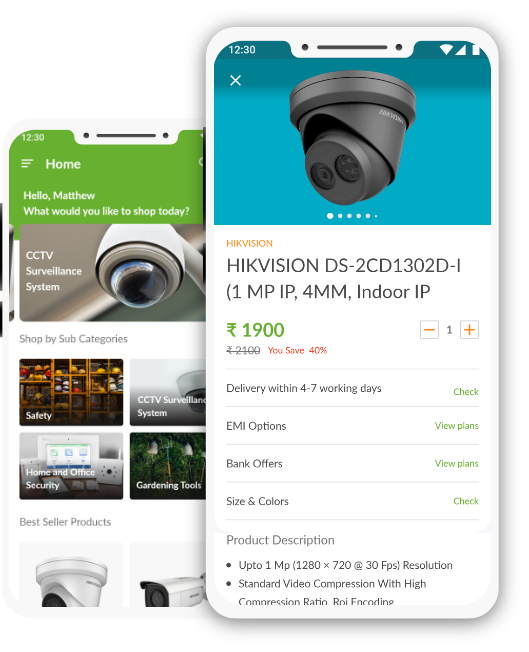 12:30
Home
Hello, Matthew
What would you like to shop today?
CCTV
Surveillance
System
Shop by Sub Categories
Safety
CCTV Surveillanc
System
Home and Office
Security
Gardening Tools
Best Seller Products
12:30
HIKVISION
HIKVISION
HIKVISION DS-2CD1302D-I
(1 MP IP, 4MM, Indoor IP
₹ 1900
1
₹ 2100 You Save 40%
Delivery within 4-7 working days
Check
EMI Options
View plans
Bank Offers
View plans
Size & Colors
Check
Product Description
• Upto 1 Mp (1280 × 720 @ 30 Fps) Resolution
• Standard Video Compression With High
Compression Ratio, Roi Encoding